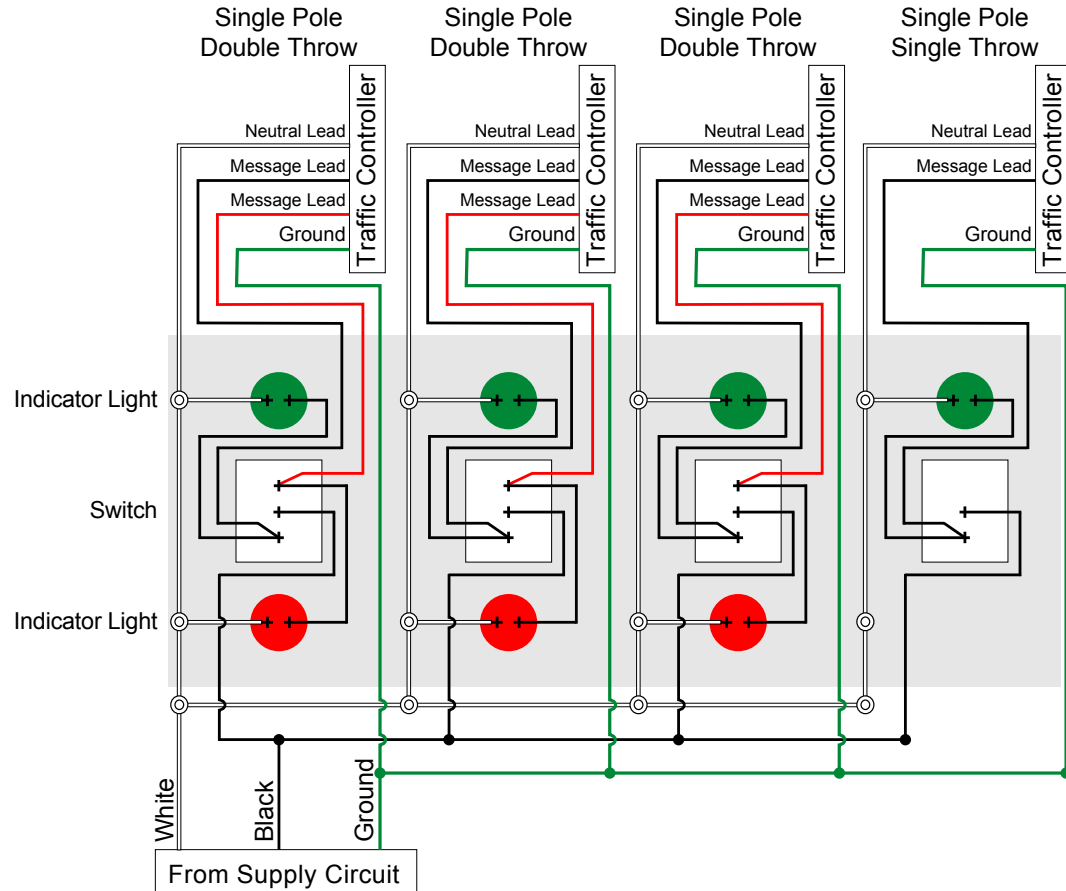 Single Pole
Double Throw
Single Pole
Double Throw
Single Pole
Double Throw
Single Pole
Single Throw
Neutral Lead
Message Lead
Message Lead
Ground
Traffic Controller
Neutral Lead
Message Lead
Message Lead
Ground
Traffic Controller
Neutral Lead
Message Lead
Message Lead
Ground
Traffic Controller
Neutral Lead
Message Lead
Ground
Traffic Controller
Indicator Light
Switch
Indicator Light
White
Black
Ground
From Supply Circuit